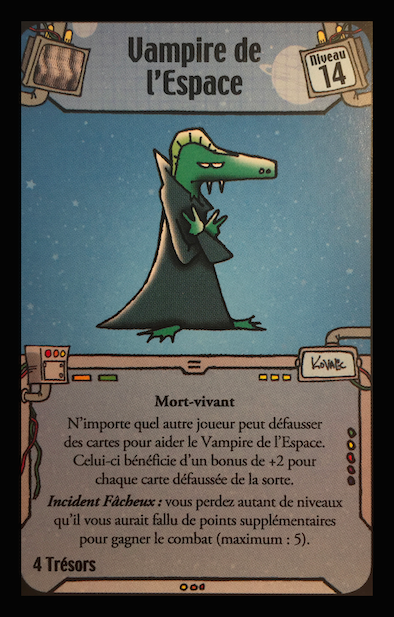 Vampire de
l'Espace
Niveau
14
Kovalic
Mort-vivant
N'importe quel autre joueur peut défausser
des cartes pour aider le Vampire de l'Espace.
Celui-ci bénéficie d'un bonus de +2 pour
chaque carte défaussée de la sorte.
Incident Fâcheux : vous perdez autant de niveaux
qu'il vous aurait fallu de points supplémentaires
pour gagner le combat (maximum : 5).
4 Trésors